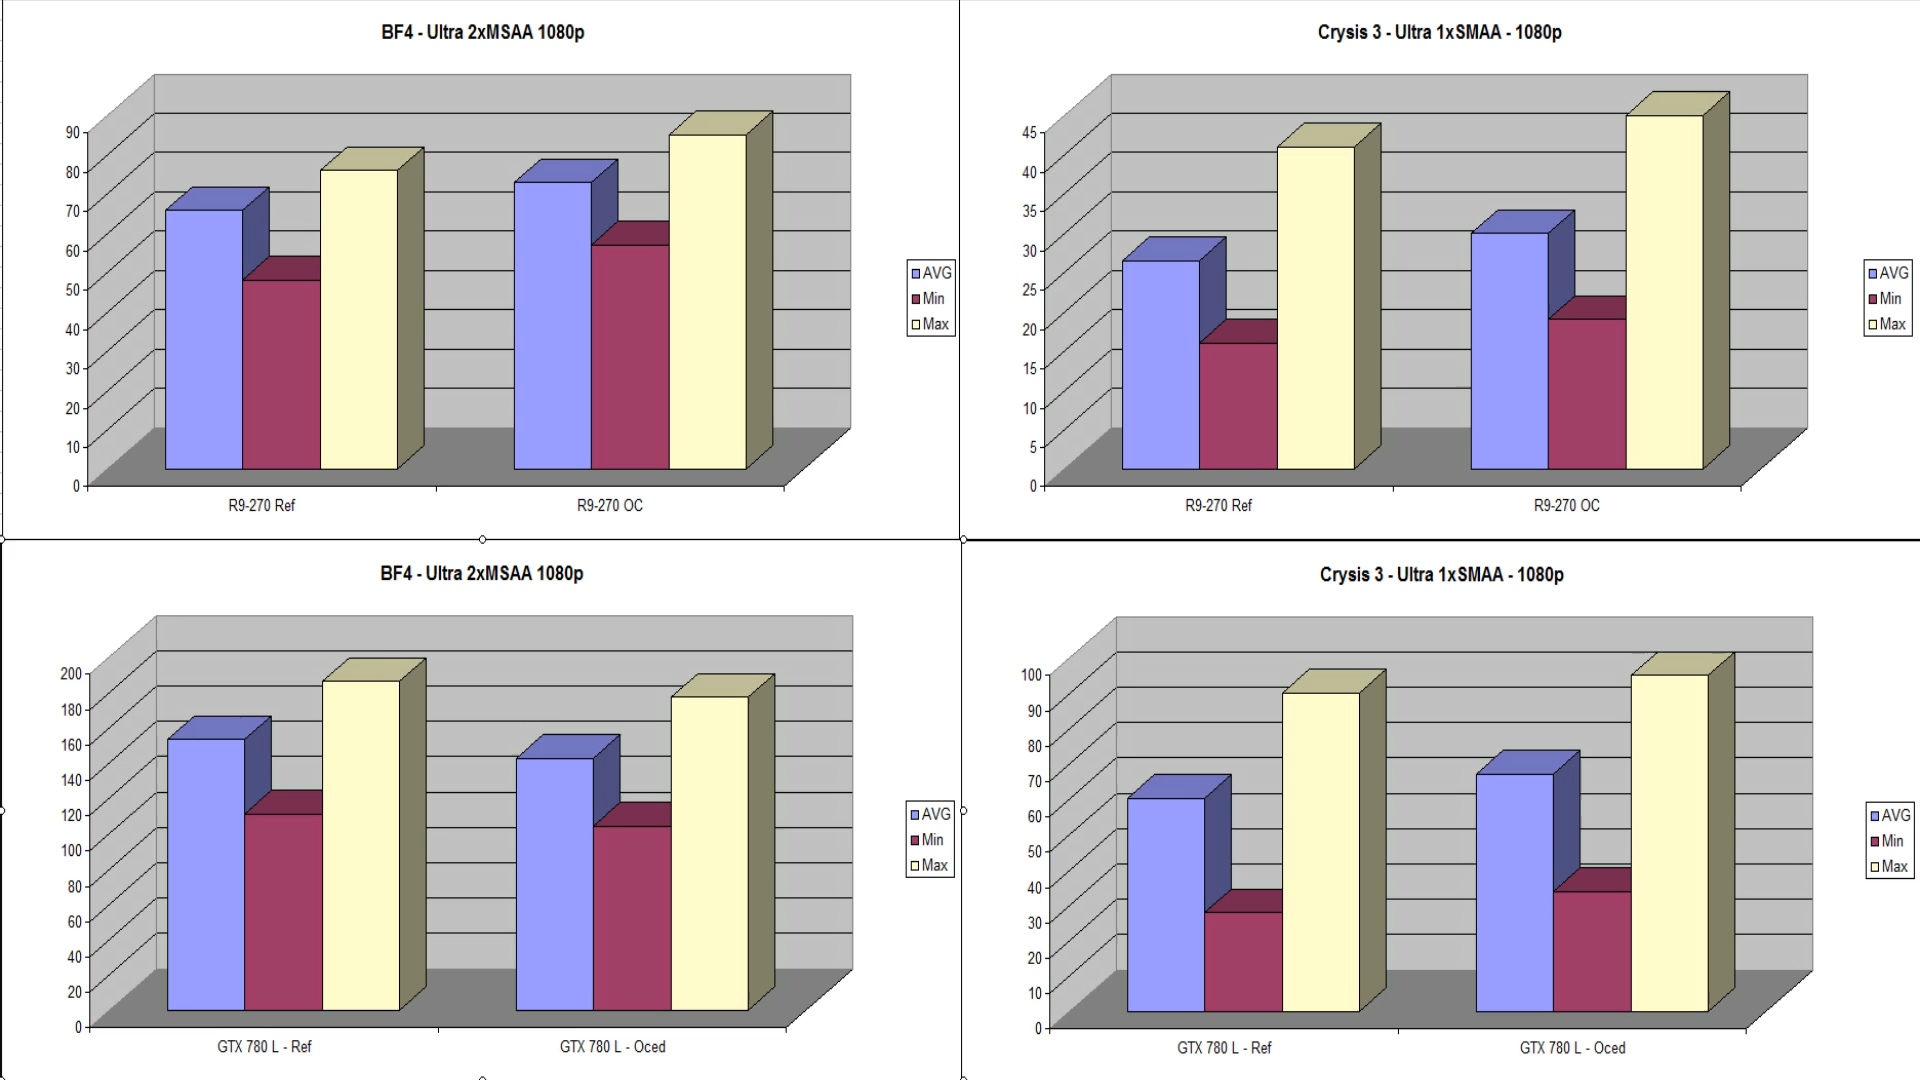 BF4 - Ultra 2xMSAA 1080p
90
80
70
60
50
40
30
20
10
0
R9-270 Ref
R9-270 OC
AVG
Min
Max
Crysis 3 - Ultra 1xSMAA - 1080p
45
40
35
30
25
20
15
10
5
0
R9-270 Ref
R9-270 OC
AVG
Min
Max
BF4 - Ultra 2xMSAA 1080p
200
180
160
140
120
100
80
60
40
20
0
GTX 780 L - Ref
GTX 780 L - Oced
AVG
Min
Max
Crysis 3 - Ultra 1xSMAA - 1080p
100
90
80
70
60
50
40
30
20
10
0
GTX 780 L - Ref
GTX 780 L - Oced
AVG
Min
Max